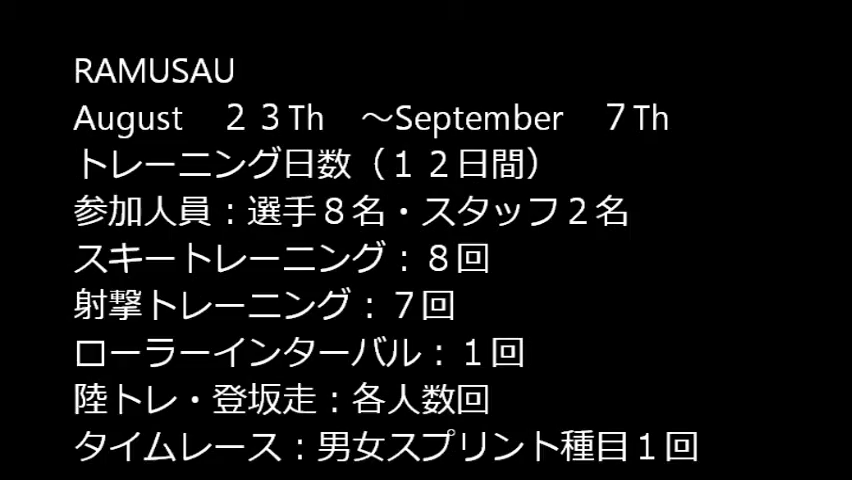 RAMUSAU
August　２３Th　～September　７Th
トレーニング日数（１２日間）
参加人員：選手８名・スタッフ２名
スキートレーニング：８回
射撃トレーニング：７回
ローラーインターバル：１回
陸トレ・登坂走：各人数回
タイムレース：男女スプリント種目１回